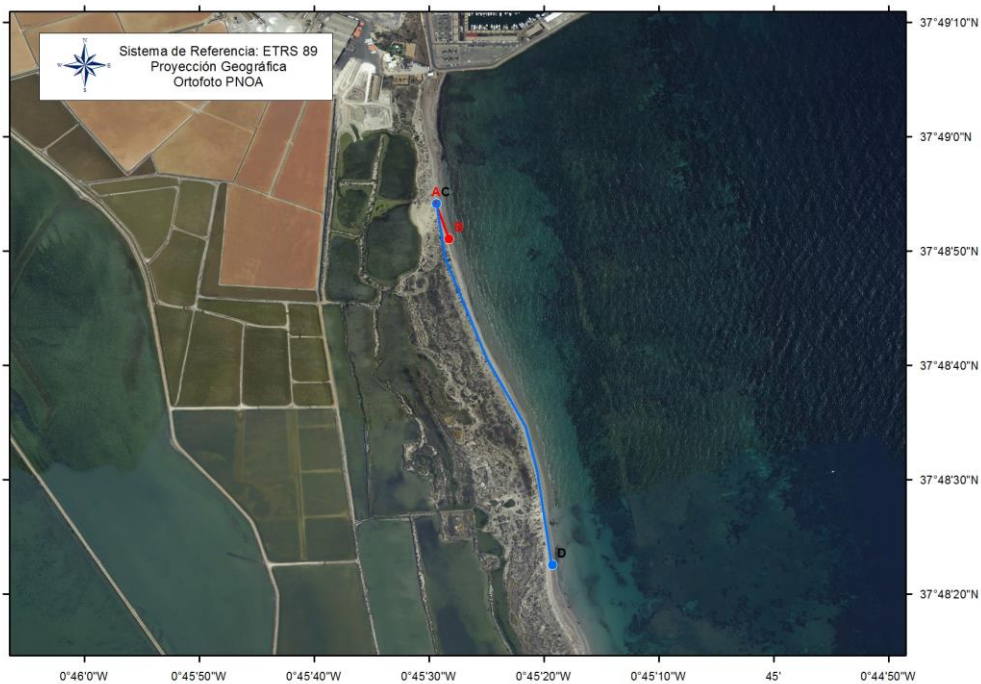 Sistema de Referencia: ETRS 89
Proyección Geográfica
Ortofoto PNOA
N
W
E
S
37°49'10"N
37°49'0"N
37°48'50"N
37°48'40"N
37°48'30"N
37°48'20"N
A C
B
D
0°46'0"W
0°45'50"W
0°45'40"W
0°45'30"W
0°45'20"W
0°45'10"W
0°45'
0°44'50"W